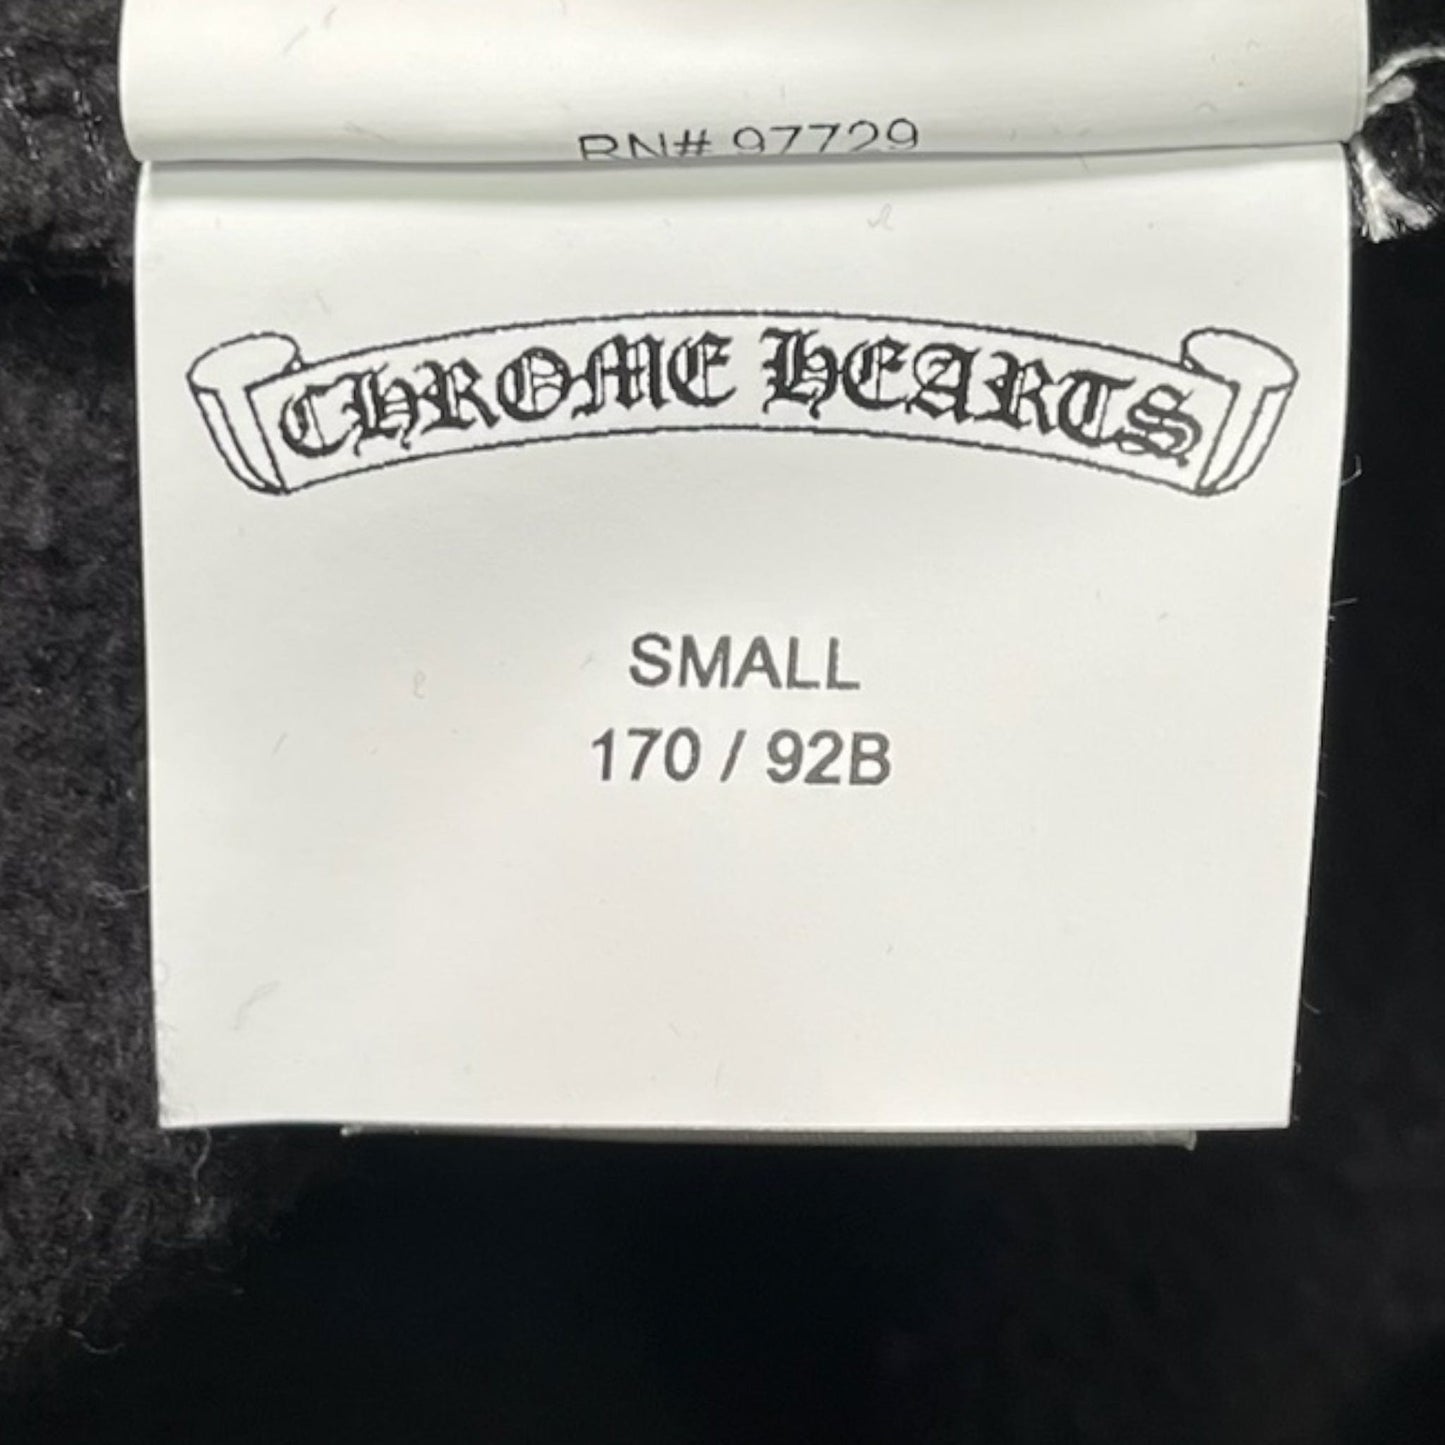 RN# 97729
CHROME HEARTS
SMALL
170 / 92B